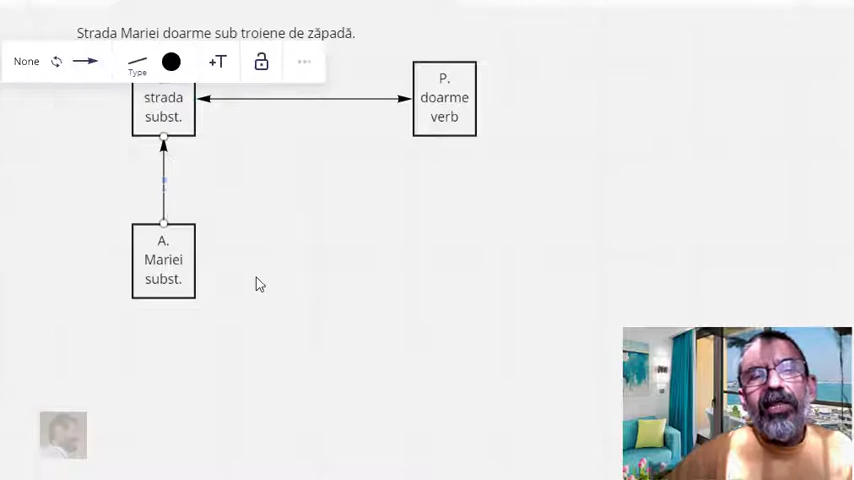 Strada Mariei doarme sub troiene de zăpadă.
None
Type
+T
strada
subst.
P.
doarme
verb
A.
Mariei
subst.